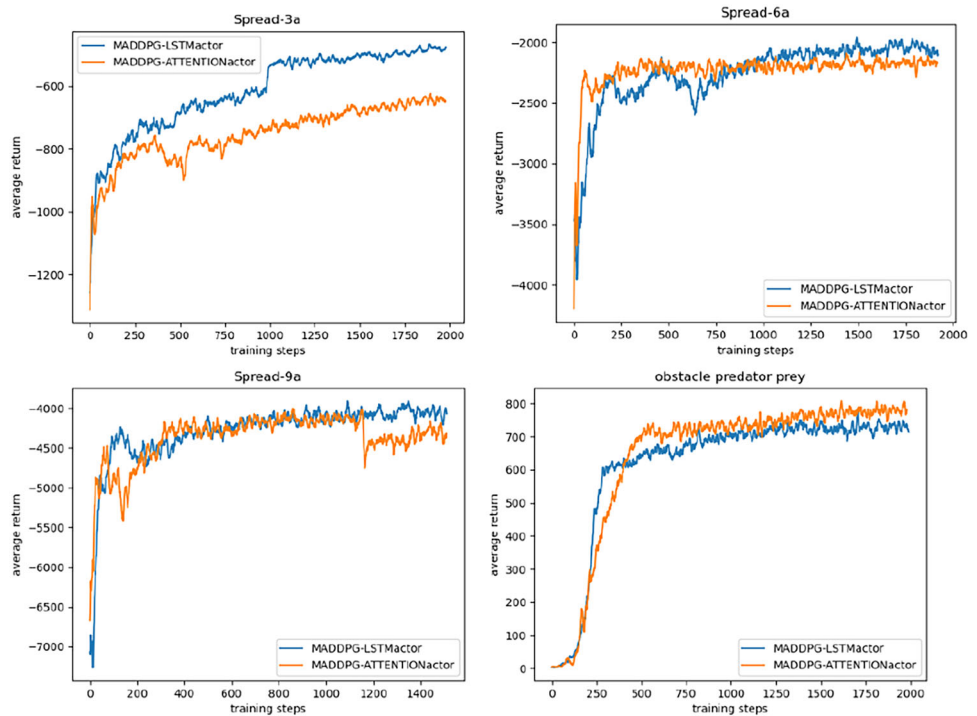 Spread-3a
MADDPG-LSTMactor
MADDPG-ATTENTIONactor
average return
−600
−800
−1000
−1200
0 250 500 750 1000 1250 1500 1750 2000
training steps
Spread-6a
average return
−2000
−2500
−3000
−3500
−4000
MADDPG-LSTMactor
MADDPG-ATTENTIONactor
0 250 500 750 1000 1250 1500 1750
training steps
Spread-9a
average return
−4000
−4500
−5000
−5500
−6000
−6500
−7000
MADDPG-LSTMactor
MADDPG-ATTENTIONactor
0 200 400 600 800 1000 1200 1400
training steps
obstacle predator prey
average return
800
700
600
500
400
300
200
100
0
MADDPG-LSTMactor
MADDPG-ATTENTIONactor
0 250 500 750 1000 1250 1500 1750 2000
training steps